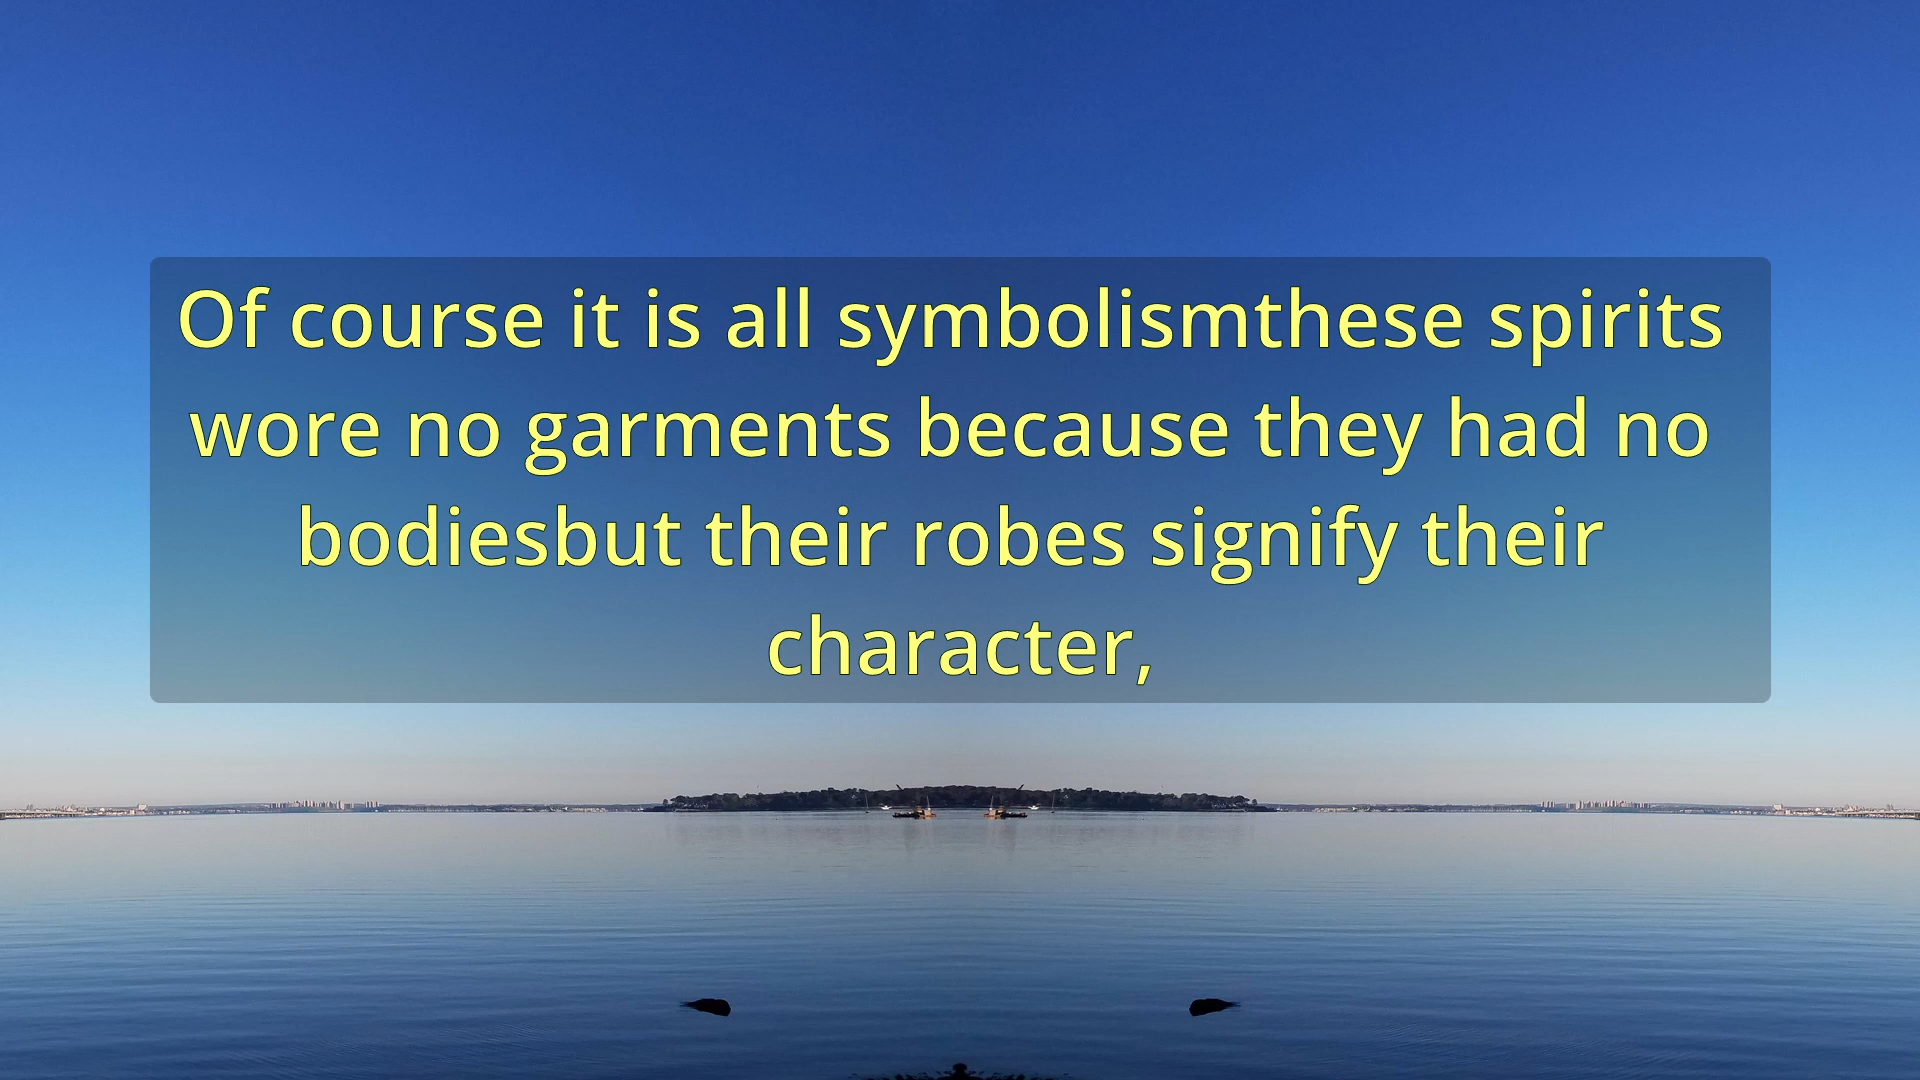 Of course it is all symbolismthese spirits
wore no garments because they had no
bodiesbut their robes signify their
character,